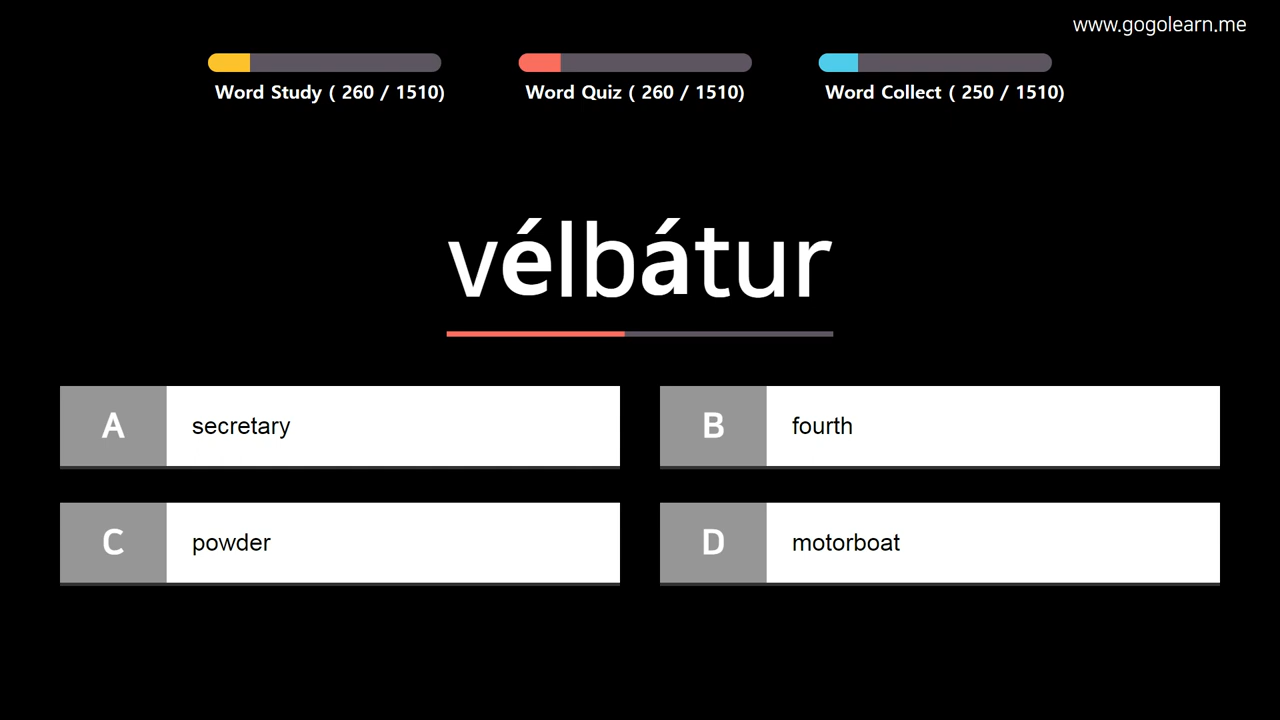 www.gogolearn.me
Word Study ( 260 / 1510)
Word Quiz ( 260 / 1510)
Word Collect ( 250 / 1510)
vélbátur
A secretary
B fourth
C powder
D motorboat